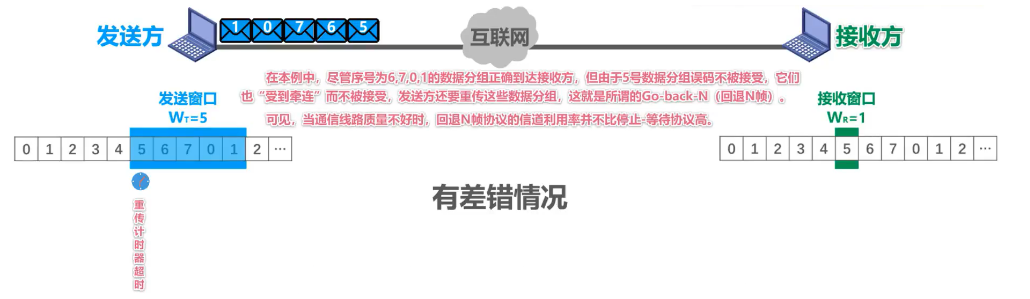 发送方
1 0 7 6 5
互联网
接收方
在本例中，尽管序号为6,7,0,1的数据分组正确到达接收方，但由于5号数据分组误码不被接受，它们
也“受到牵连”而不被接受，发送方还要重传这些数据分组，这就是所谓的Go-back-N（回退N帧）。
可见，当通信线路质量不好时，回退N帧协议的信道利用率并不比停止-等待协议高。
发送窗口
WT=5
接收窗口
WR=1
0 1 2 3 4 5 6 7 0 1 2 ···
0 1 2 3 4 5 6 7 0 1 2 ···
有差错情况
重传计时器超时